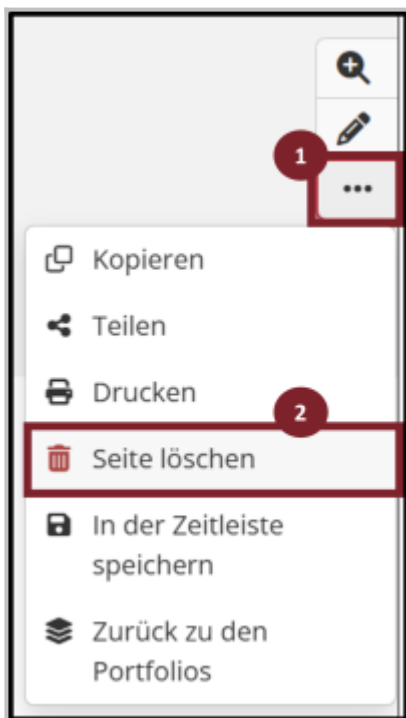 1
...
Kopieren
Teilen
Drucken
2
Seite löschen
In der Zeitleiste
speichern
Zurück zu den
Portfolios